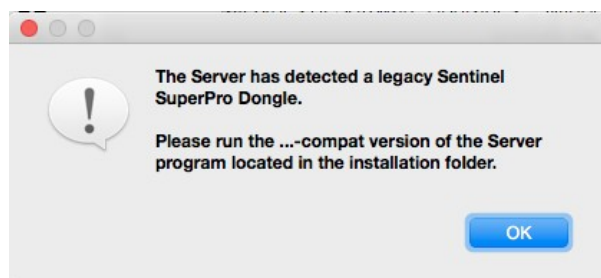 The Server has detected a legacy Sentinel
SuperPro Dongle.
Please run the ...-compat version of the Server
program located in the installation folder.
OK